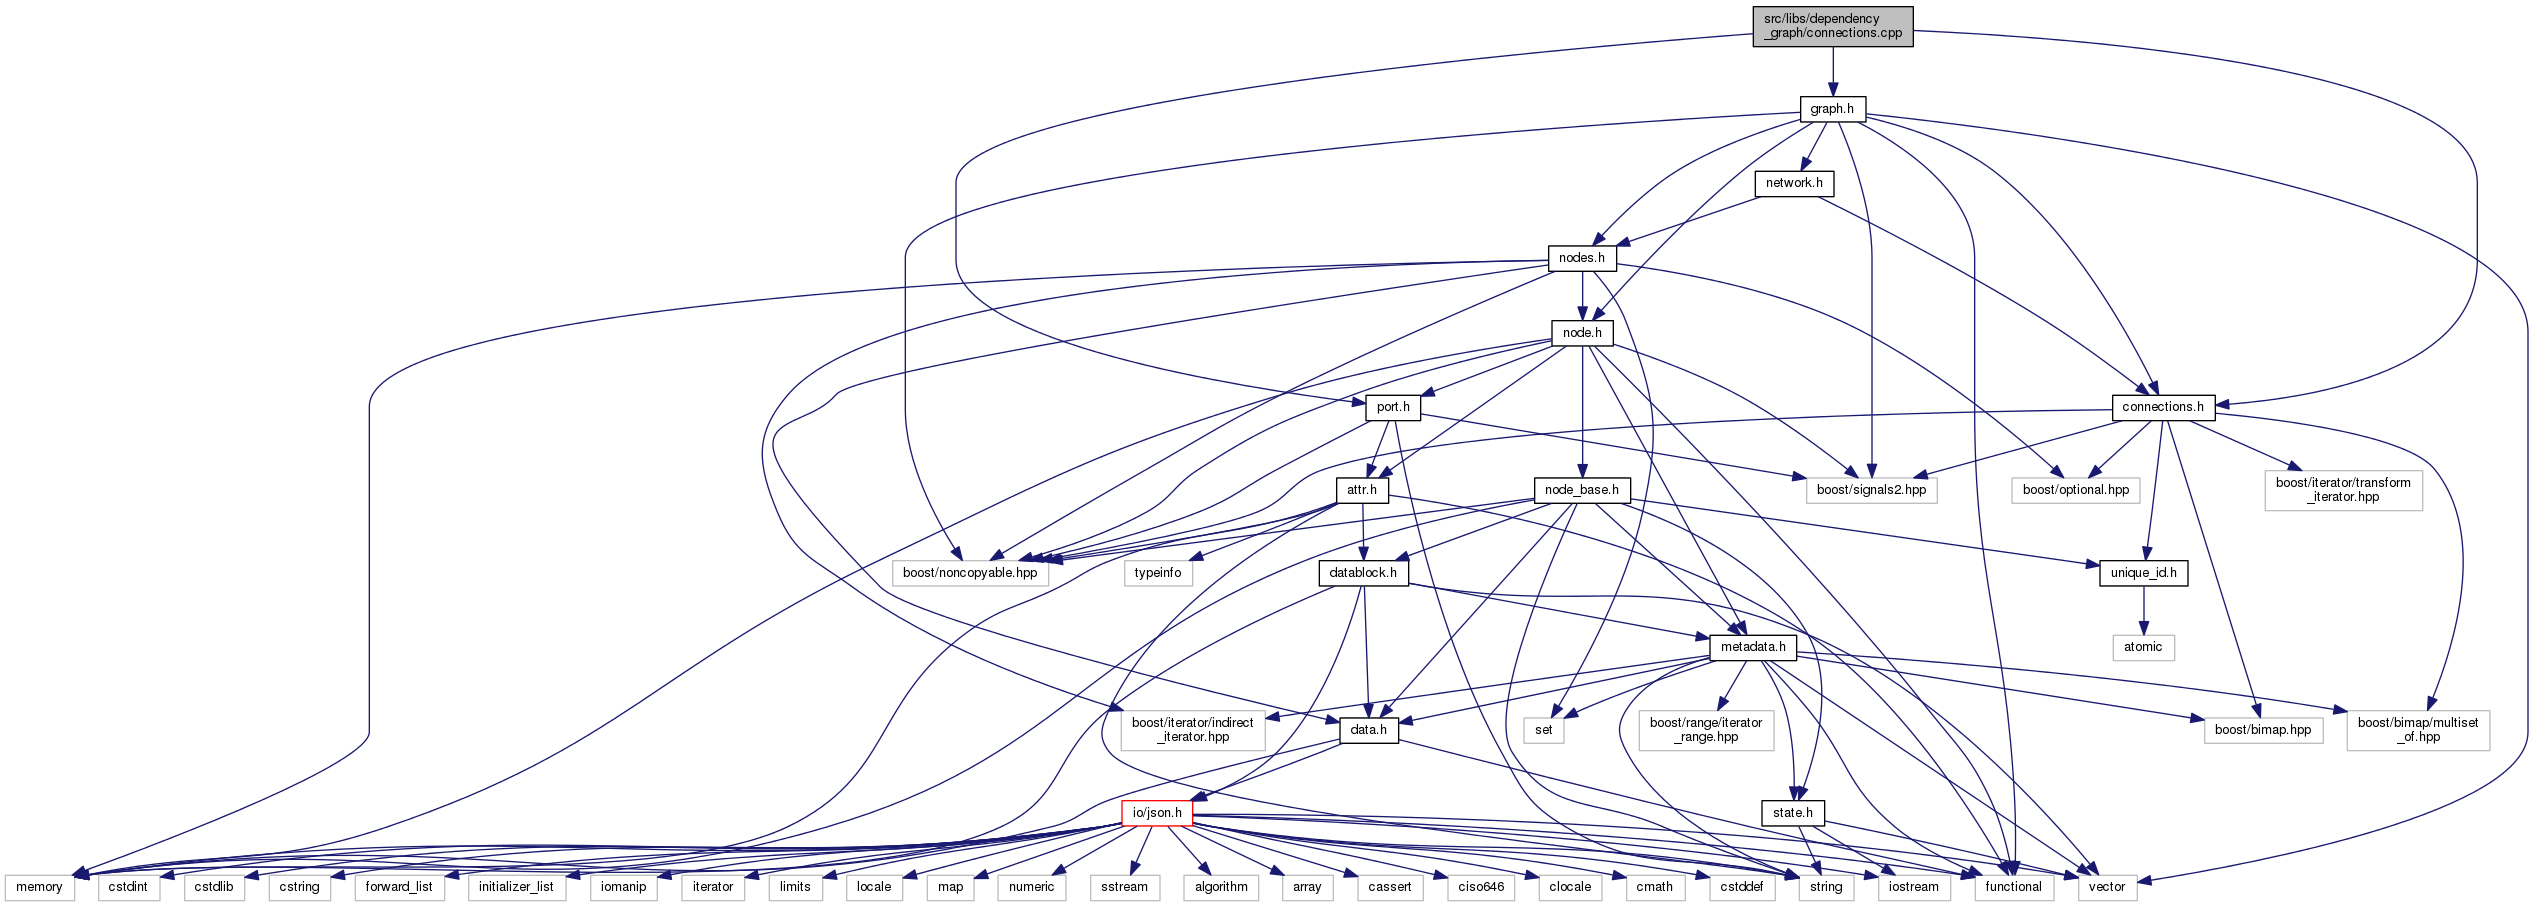 src/libs/dependency
_graph/connections.cpp
graph.h
network.h
nodes.h
node.h
port.h
connections.h
attr.h
node_base.h
boost/signals2.hpp
boost/optional.hpp
boost/iterator/transform
_iterator.hpp
boost/noncopyable.hpp
typeinfo
datablock.h
unique_id.h
metadata.h
atomic
boost/iterator/indirect
_iterator.hpp
data.h
set
boost/range/iterator
_range.hpp
boost/bimap.hpp
boost/bimap/multiset
_of.hpp
io/json.h
state.h
memory
cstdint
cstdlib
cstring
forward_list
initializer_list
iomanip
iterator
limits
locale
map
numeric
sstream
algorithm
array
cassert
ciso646
clocale
cmath
cstddef
string
iostream
functional
vector